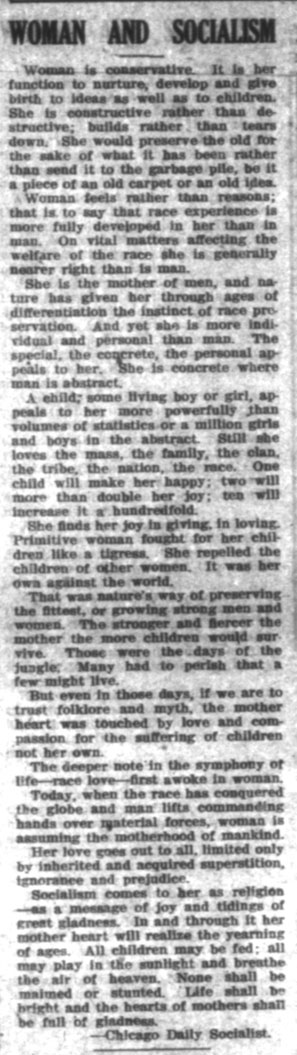 WOMAN AND SOCIALISM
Woman is conservative. It is her
function to nurture, develop and give
birth to ideas as well as to children.
She is constructive rather than de-
structive; builds rather than tears
down. She would preserve the old for
the sake of what it has been rather
than send it to the garbage pile, be it
a piece of an old carpet or an old idea.
Woman feels rather than reasons;
that is to say that race experience is
more fully developed in her than in
man. On vital matters affecting the
welfare of the race she is generally
nearer right than is man.
She is the mother of men, and na-
ture has given her through ages of
differentiation the instinct of race pre-
servation. And yet she is more indi-
vidual and personal than man. The
special, the concrete, the personal ap-
peals to her. She is concrete where
man is abstract.
A child, some living boy or girl, ap-
peals to her more powerfully than
volumes of statistics or a million girls
and boys in the abstract. Still she
loves the mass, the family, the clan,
the tribe, the nation, the race. One
child will make her happy; two will
more than double her joy; ten will
increase it a hundredfold.
She finds her joy in giving, in loving.
Primitive woman fought for her chil-
dren like a tigress. She repelled the
children of other women. It was her
own against the world.
That was nature's way of preserving
the fittest, or growing strong men and
women. The stronger and fiercer the
mother the more children would sur-
vive. Those were the days of the
jungle. Many had to perish that a
few might live.
But even in those days, if we are to
trust folklore and myth, the mother
heart was touched by love and com-
passion for the suffering of children
not her own.
The deeper note in the symphony of
life—race love—first awoke in woman.
Today, when the race has conquered
the globe and man lifts commanding
hands over material forces, woman is
assuming the motherhood of mankind.
Her love goes out to all, limited only
by inherited and acquired superstition,
ignorance and prejudice.
Socialism comes to her as religion
—as a message of joy and tidings of
great gladness. In and through it her
mother heart will realize the yearning
of ages. All children may be fed; all
may play in the sunlight and breathe
the air of heaven. None shall be
maimed or stunted. Life shall be
bright and the hearts of mothers shall
be full of gladness.
—Chicago Daily Socialist.